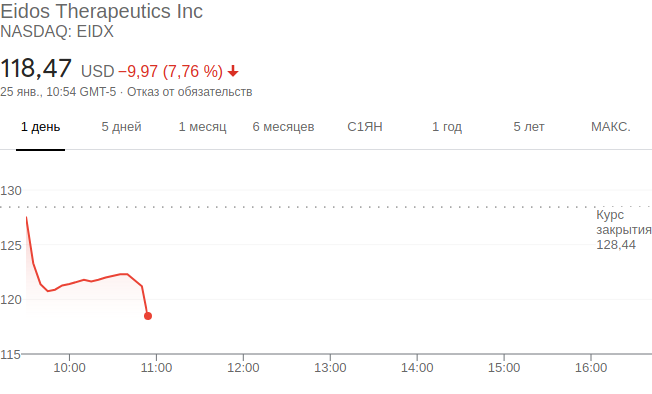 Eidos Therapeutics Inc
NASDAQ: EIDX
118,47 USD −9,97 (7,76 %)
25 янв., 10:54 GMT-5 · Отказ от обязательств
1 день 5 дней 1 месяц 6 месяцев С1ЯН 1 год 5 лет МАКС.
130
Курс
закрытия
128,44
125
120
115
10:00 11:00 12:00 13:00 14:00 15:00 16:00